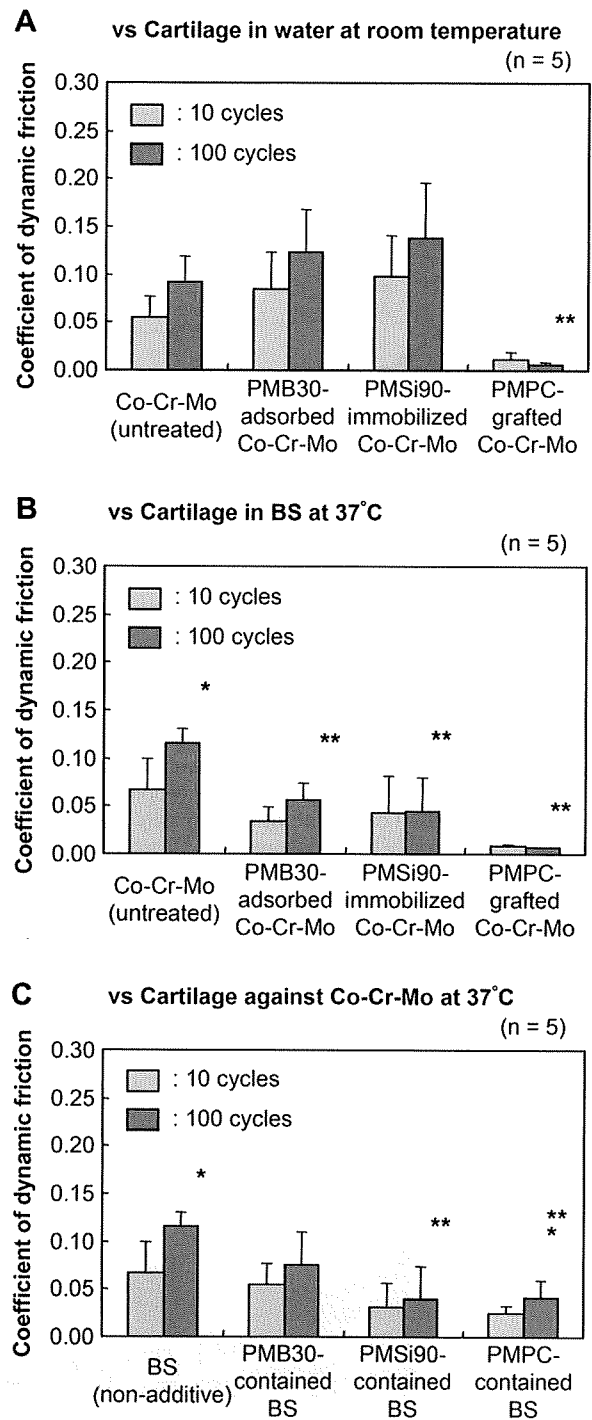 A
vs Cartilage in water at room temperature
(n = 5)
Coefficient of dynamic friction
0.30
0.25
0.20
0.15
0.10
0.05
0.00
: 10 cycles
: 100 cycles
**
Co-Cr-Mo
(untreated)
PMB30-
adsorbed
Co-Cr-Mo
PMSi90-
immobilized
Co-Cr-Mo
PMPC-
grafted
Co-Cr-Mo
B
vs Cartilage in BS at 37°C
(n = 5)
Coefficient of dynamic friction
0.30
0.25
0.20
0.15
0.10
0.05
0.00
: 10 cycles
: 100 cycles
*
**
**
**
Co-Cr-Mo
(untreated)
PMB30-
adsorbed
Co-Cr-Mo
PMSi90-
immobilized
Co-Cr-Mo
PMPC-
grafted
Co-Cr-Mo
C
vs Cartilage against Co-Cr-Mo at 37°C
(n = 5)
Coefficient of dynamic friction
0.30
0.25
0.20
0.15
0.10
0.05
0.00
: 10 cycles
: 100 cycles
*
**
**
*
BS
(non-additive)
PMB30-
contained
BS
PMSi90-
contained
BS
PMPC-
contained
BS